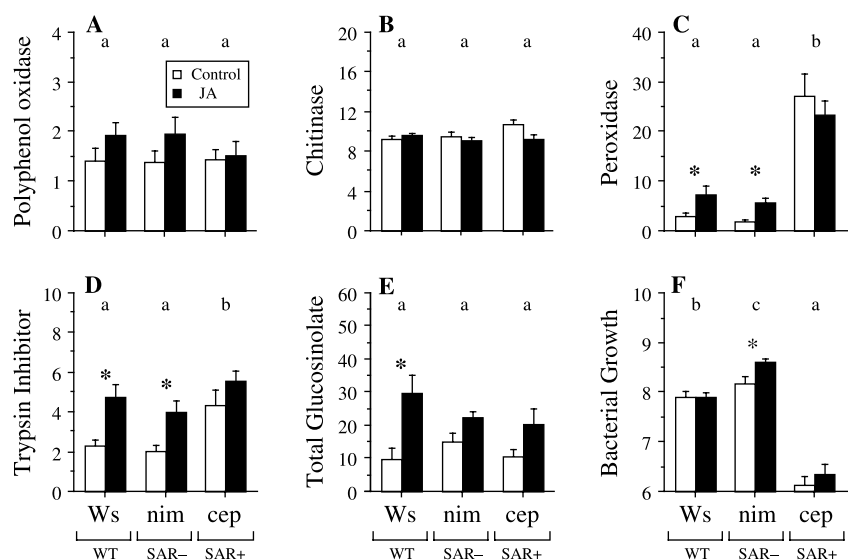 A
a a a
4
3
2
1
0
Polyphenol oxidase
Control
JA
B
a a a
20
16
12
8
4
0
Chitinase
C
a a b
40
30
20
10
0
Peroxidase
* *
D
a a b
10
8
6
4
2
0
Trypsin Inhibitor
* *
Ws nim cep
WT SAR– SAR+
E
a a a
60
50
40
30
20
10
0
Total Glucosinolate
*
Ws nim cep
WT SAR– SAR+
F
b c a
10
9
8
7
6
Bacterial Growth
*
Ws nim cep
WT SAR– SAR+